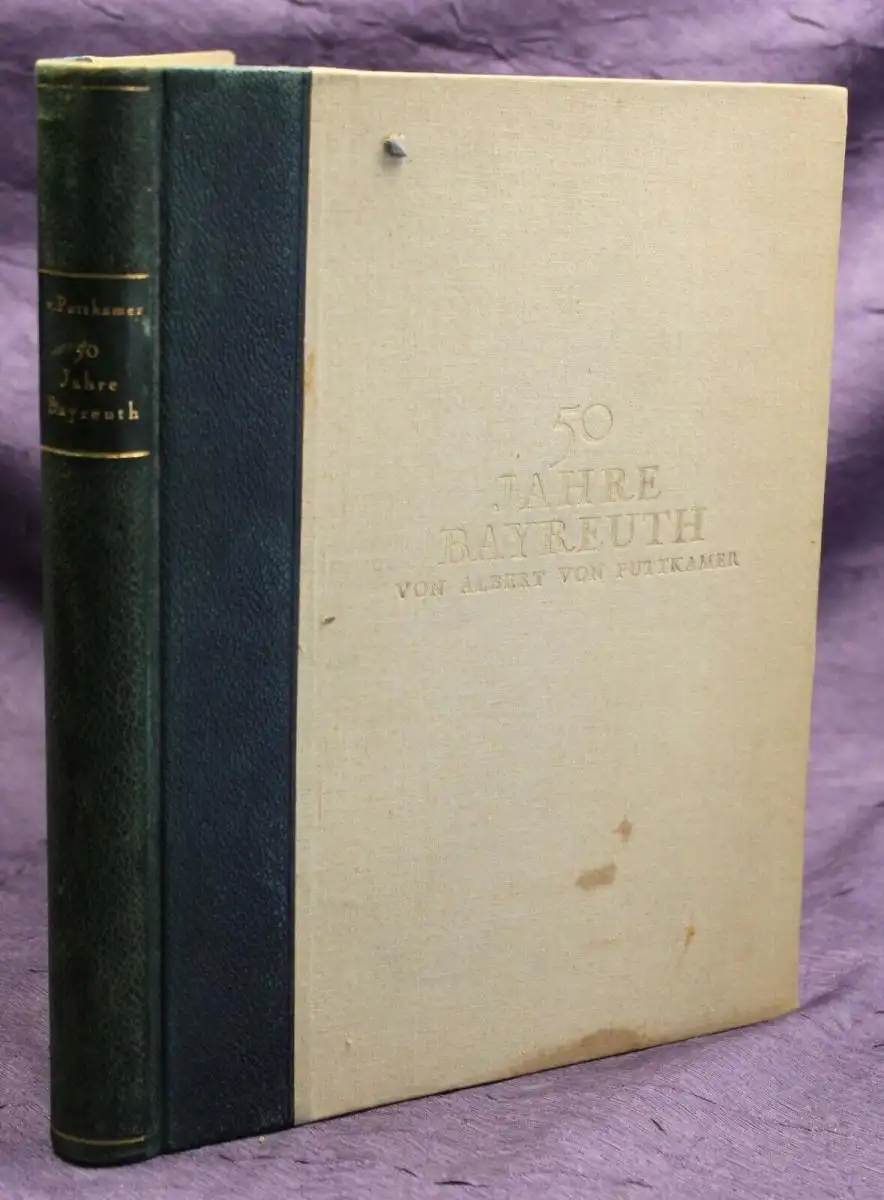 v. Puttkamer
50
Jahre
Bayreuth
50
JAHRE
BAYREUTH
VON ALBERT VON PUTTKAMER